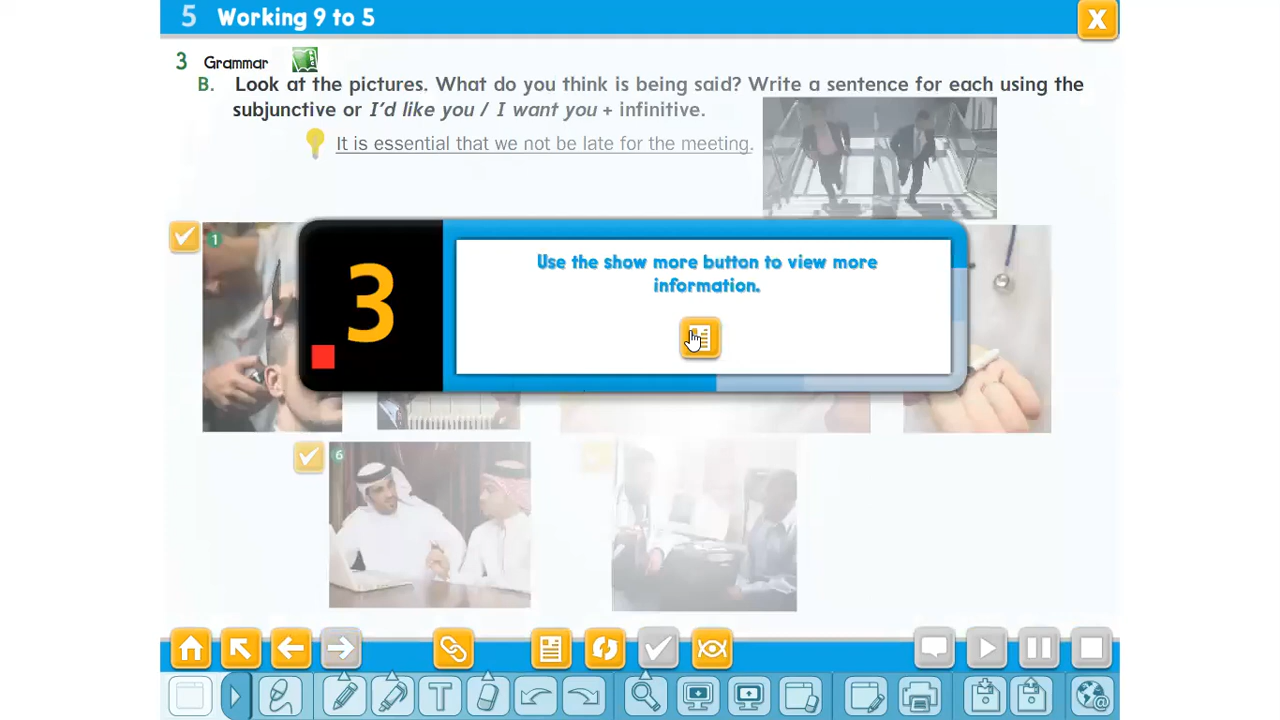 5 Working 9 to 5
X
3 Grammar
B. Look at the pictures. What do you think is being said? Write a sentence for each using the
subjunctive or I'd like you / I want you + infinitive.
It is essential that we not be late for the meeting.
1
3
Use the show more button to view more
information.
6
T